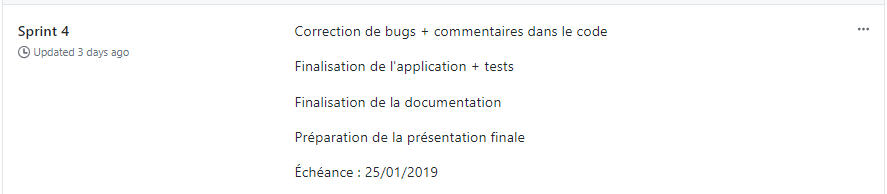 Sprint 4
Updated 3 days ago
Correction de bugs + commentaires dans le code
Finalisation de l'application + tests
Finalisation de la documentation
Préparation de la présentation finale
Échéance : 25/01/2019